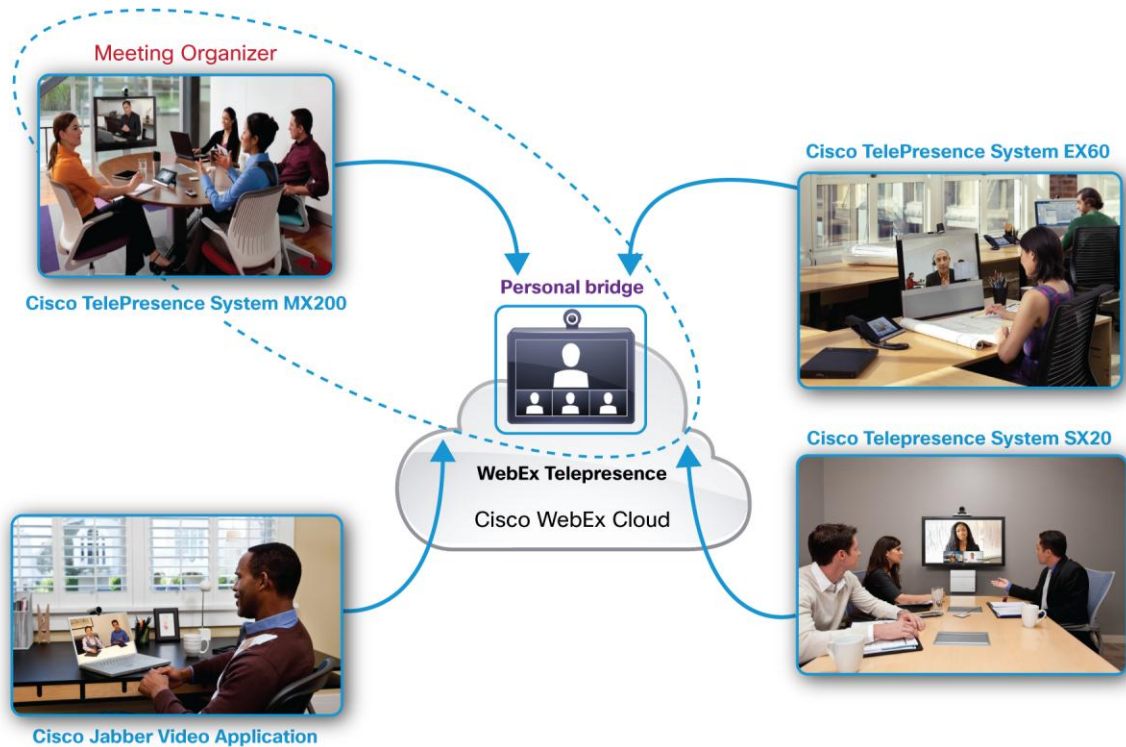 Meeting Organizer
Cisco TelePresence System MX200
Cisco TelePresence System EX60
Personal bridge
WebEx Telepresence
Cisco WebEx Cloud
Cisco Telepresence System SX20
Cisco Jabber Video Application